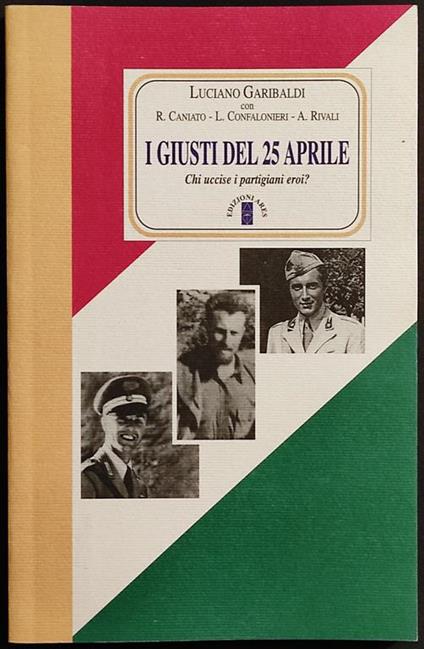 LUCIANO GARIBALDI
con
R. CANIATO - L. CONFALONIERI - A. RIVALI
I GIUSTI DEL 25 APRILE
Chi uccise i partigiani eroi?
EDIZIONI ARES